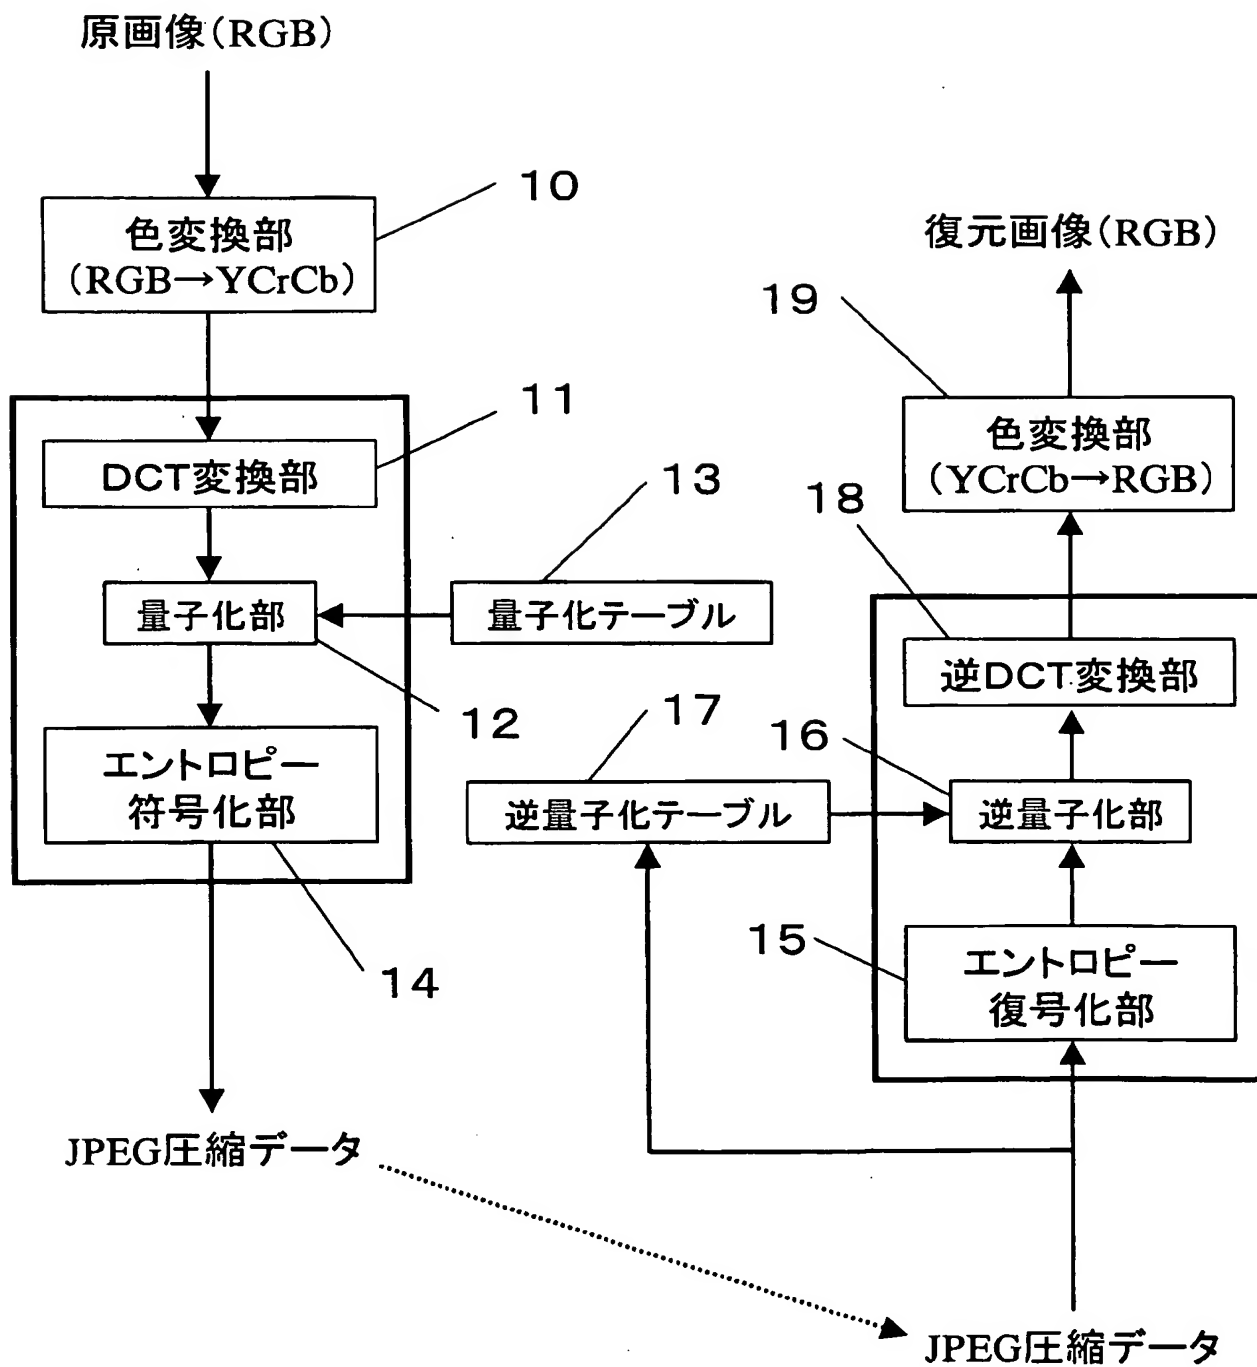 原画像(RGB)
10
色変換部
(RGB→YCrCb)
11
DCT変換部
13
量子化部
量子化テーブル
12
エントロピー
符号化部
14
JPEG圧縮データ
復元画像(RGB)
19
色変換部
(YCrCb→RGB)
18
逆DCT変換部
17
16
逆量子化テーブル
逆量子化部
15
エントロピー
復号化部
JPEG圧縮データ